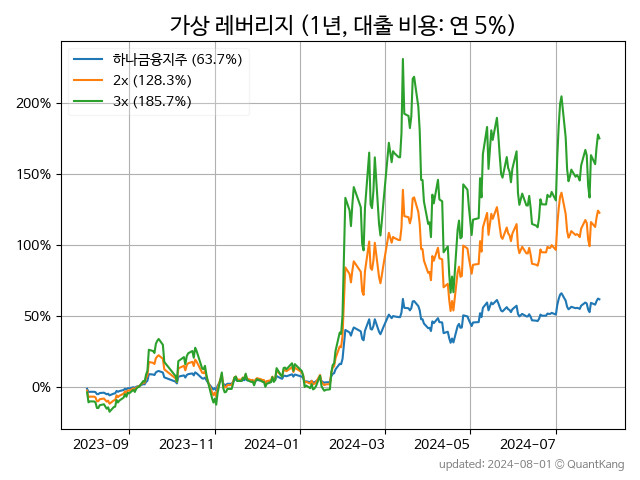 가상 레버리지 (1년, 대출 비용: 연 5%)
하나금융지주 (63.7%)
2x (128.3%)
3x (185.7%)
200%
150%
100%
50%
0%
2023-09 2023-11 2024-01 2024-03 2024-05 2024-07
updated: 2024-08-01 © QuantKang